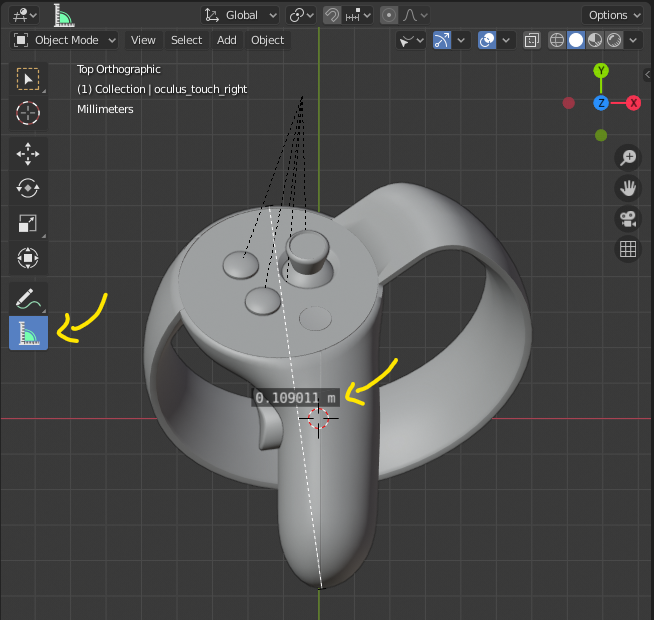 Global
Options
Object Mode
View
Select
Add
Object
Top Orthographic
(1) Collection | oculus_touch_right
Millimeters
Y
Z
X
0.109011 m